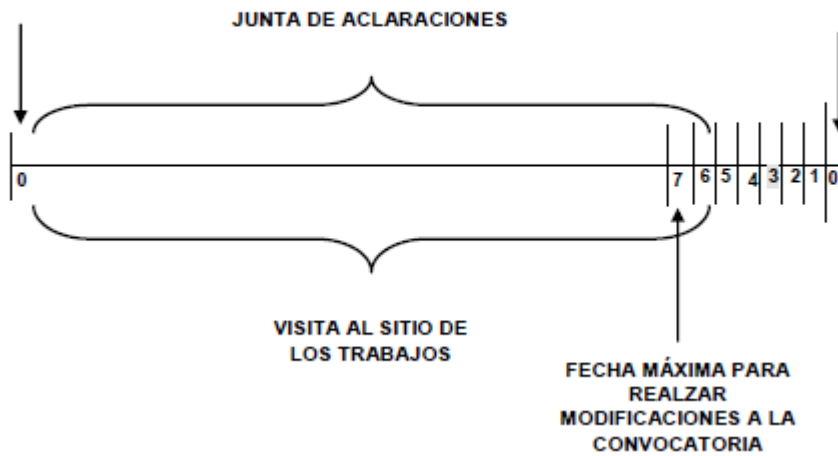 JUNTA DE ACLARACIONES
0 7 6 5 4 3 2 1 0
VISITA AL SITIO DE
LOS TRABAJOS
FECHA MÁXIMA PARA
REALZAR
MODIFICACIONES A LA
CONVOCATORIA